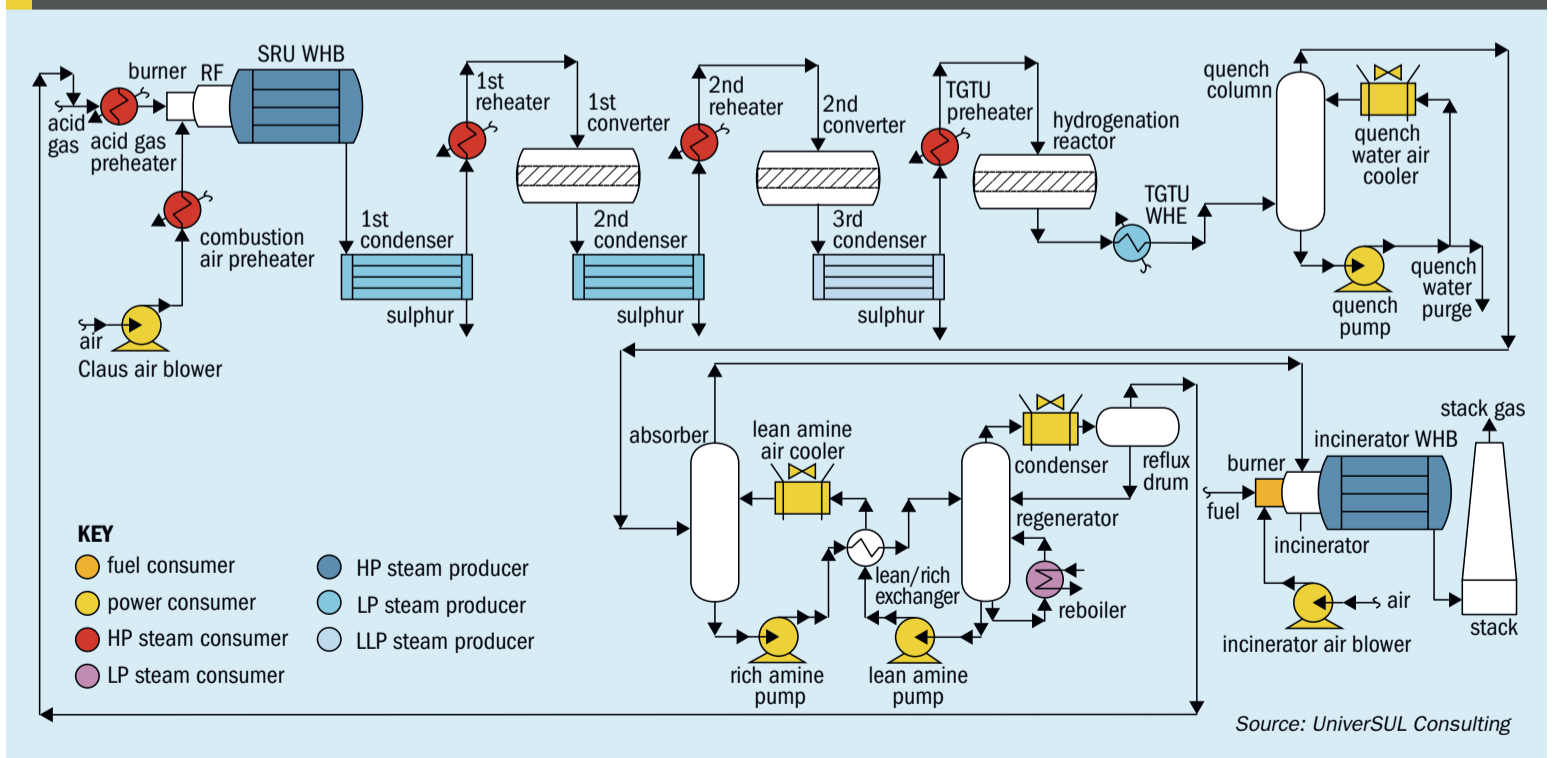 SRU WHB
burner
RF
acid
gas
acid gas
preheater
combustion
air preheater
air
Claus air blower
1st
condenser
sulphur
1st
reheater
1st
converter
2nd
condenser
sulphur
2nd
reheater
2nd
converter
3rd
condenser
sulphur
TGTU
preheater
hydrogenation
reactor
TGTU
WHE
quench
column
quench
water air
cooler
quench
pump
quench
water
purge
absorber
lean amine
air cooler
rich amine
pump
lean/rich
exchanger
lean amine
pump
condenser
reflux
drum
regenerator
reboiler
burner
fuel
incinerator WHB
incinerator
air
incinerator air blower
stack gas
stack
KEY
fuel consumer
power consumer
HP steam consumer
LP steam consumer
HP steam producer
LP steam producer
LLP steam producer
Source: UniverSUL Consulting